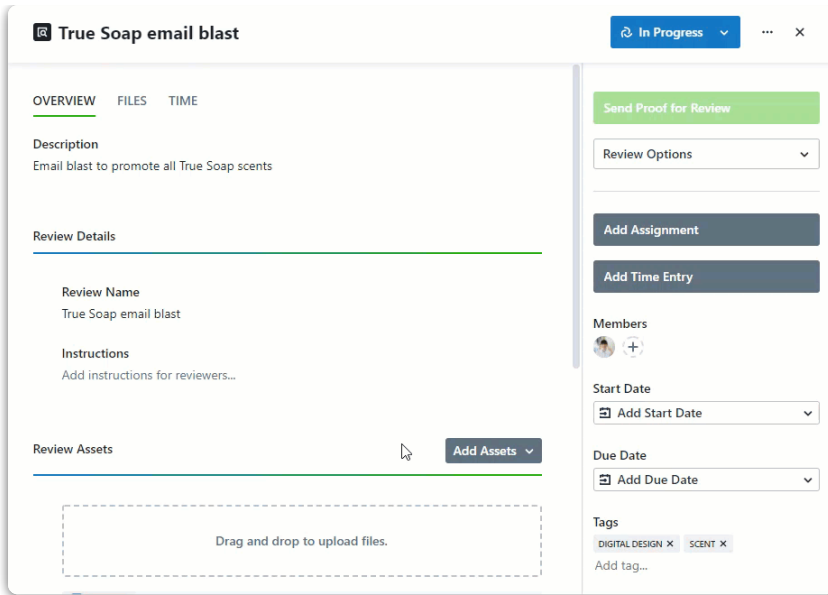 True Soap email blast
In Progress
OVERVIEW FILES TIME
Description
Email blast to promote all True Soap scents
Review Details
Review Name
True Soap email blast
Instructions
Add instructions for reviewers...
Review Assets
Add Assets
Drag and drop to upload files.
Send Proof for Review
Review Options
Add Assignment
Add Time Entry
Members
Start Date
Add Start Date
Due Date
Add Due Date
Tags
DIGITAL DESIGN × SCENT ×
Add tag...